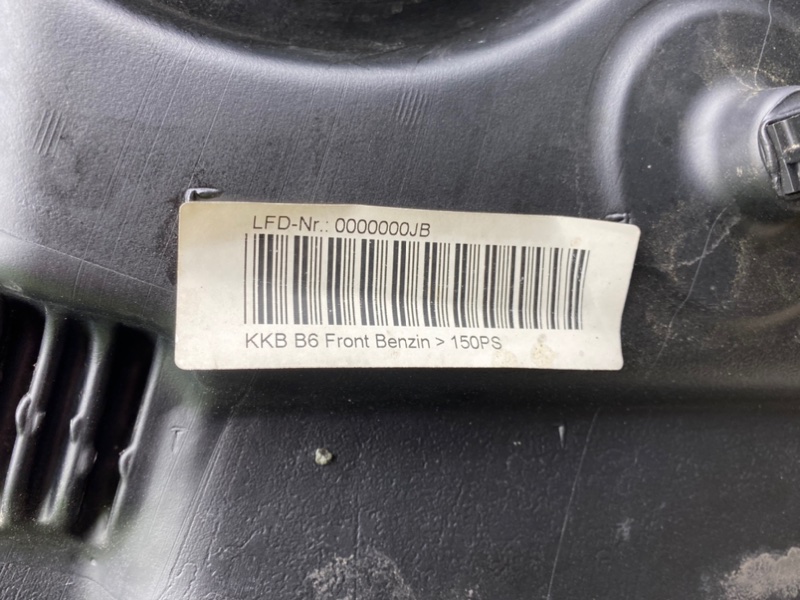 LFD-Nr.: 0000000JB
KKB B6 Front Benzin > 150PS